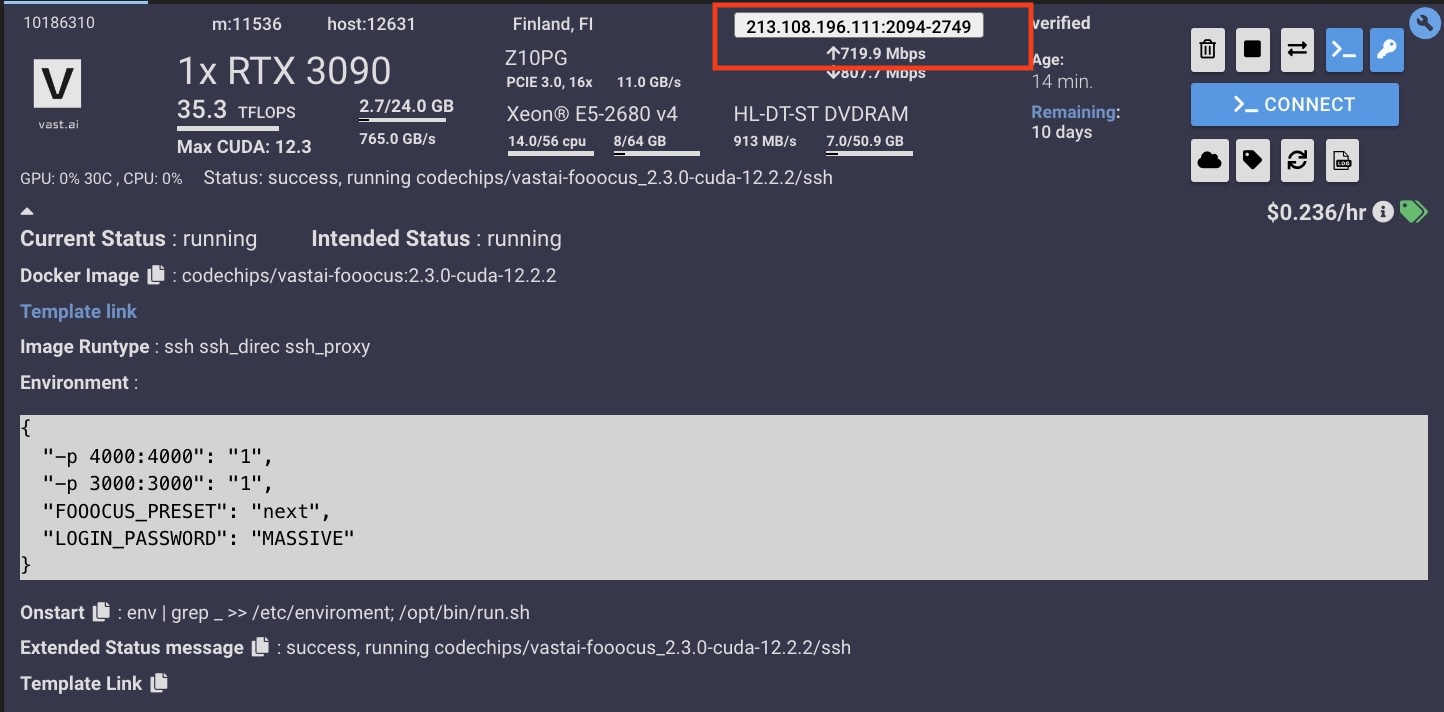 10186310 m:11536 host:12631 Finland, FI 213.108.196.111:2094-2749 verified
V
vast.ai
1x RTX 3090
35.3 TFLOPS
Max CUDA: 12.3
2.7/24.0 GB
765.0 GB/s
Z10PG
PCIE 3.0, 16x 11.0 GB/s
Xeon® E5-2680 v4
14.0/56 cpu 8/64 GB
↑719.9 Mbps
↓807.7 Mbps
HL-DT-ST DVDRAM
913 MB/s 7.0/50.9 GB
Age:
14 min.
Remaining:
10 days
>_ CONNECT
LOG
GPU: 0% 30C , CPU: 0% Status: success, running codechips/vastai-fooocus_2.3.0-cuda-12.2.2/ssh
$0.236/hr
Current Status : running Intended Status : running
Docker Image : codechips/vastai-fooocus:2.3.0-cuda-12.2.2
Template link
Image Runtype : ssh ssh_direc ssh_proxy
Environment :
{
"-p 4000:4000": "1",
"-p 3000:3000": "1",
"FOOOCUS_PRESET": "next",
"LOGIN_PASSWORD": "MASSIVE"
}
Onstart : env | grep _ >> /etc/enviroment; /opt/bin/run.sh
Extended Status message : success, running codechips/vastai-fooocus_2.3.0-cuda-12.2.2/ssh
Template Link